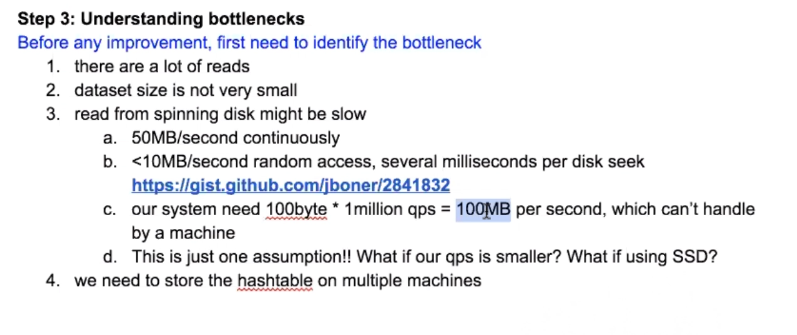 Step 3: Understanding bottlenecks
Before any improvement, first need to identify the bottleneck
1. there are a lot of reads
2. dataset size is not very small
3. read from spinning disk might be slow
a. 50MB/second continuously
b. <10MB/second random access, several milliseconds per disk seek
https://gist.github.com/jboner/2841832
c. our system need 100byte * 1million qps = 100MB per second, which can't handle
by a machine
d. This is just one assumption!! What if our qps is smaller? What if using SSD?
4. we need to store the hashtable on multiple machines